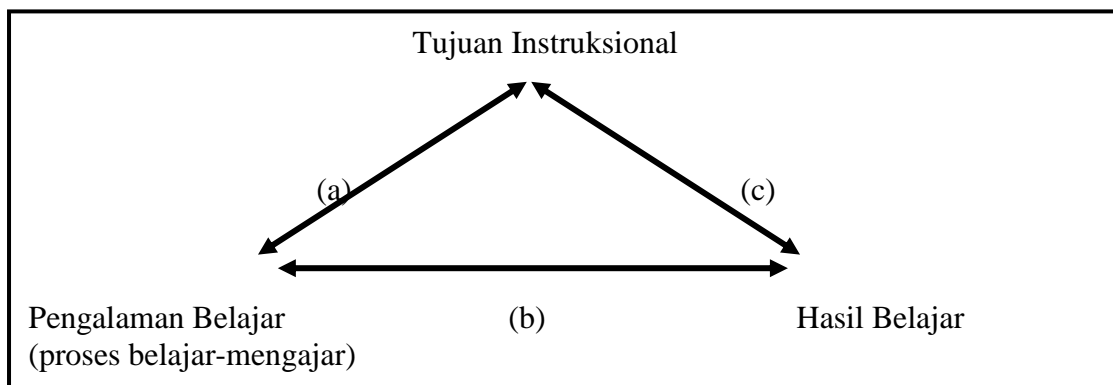 Tujuan Instruksional
(a)
(c)
Pengalaman Belajar
(b)
Hasil Belajar
(proses belajar-mengajar)